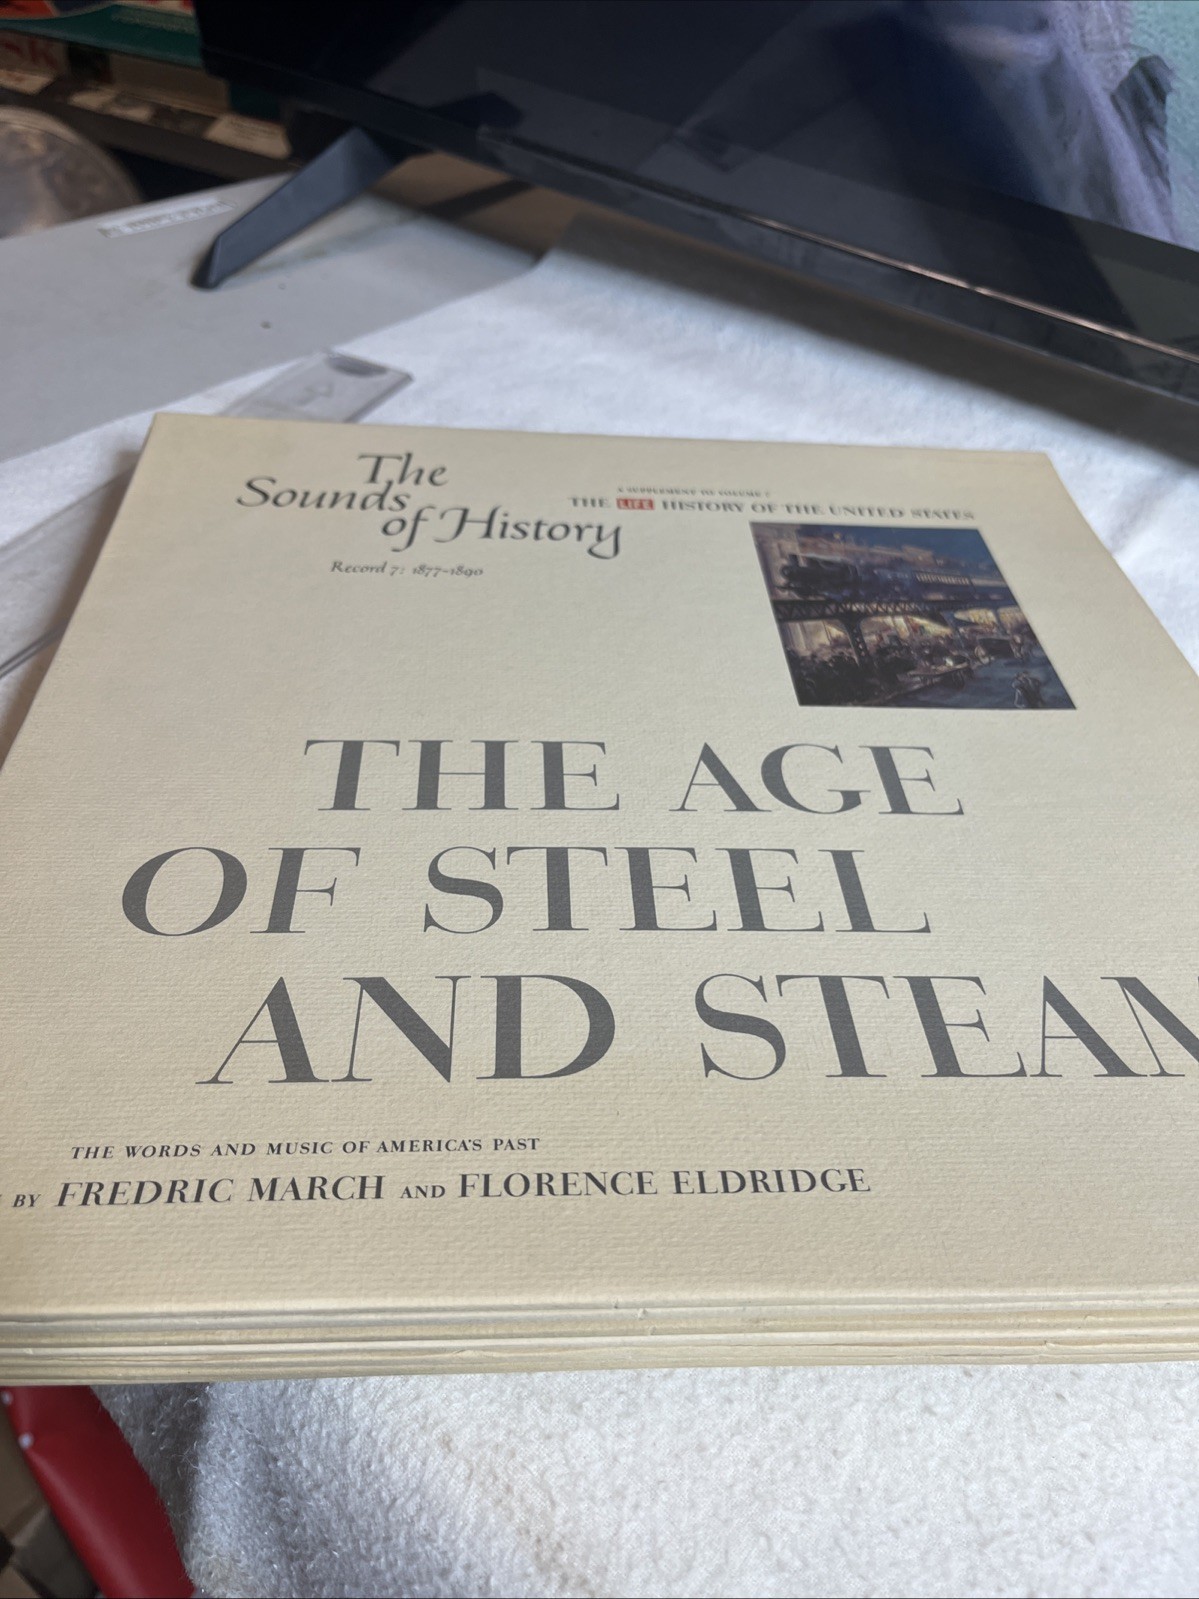 The
Sounds
of History
Record 7: 1877-1890
A SUPPLEMENT TO VOLUME 7
THE LIFE HISTORY OF THE UNITED STATES
THE AGE
OF STEEL
AND STEAM
THE WORDS AND MUSIC OF AMERICA'S PAST
BY FREDRIC MARCH AND FLORENCE ELDRIDGE